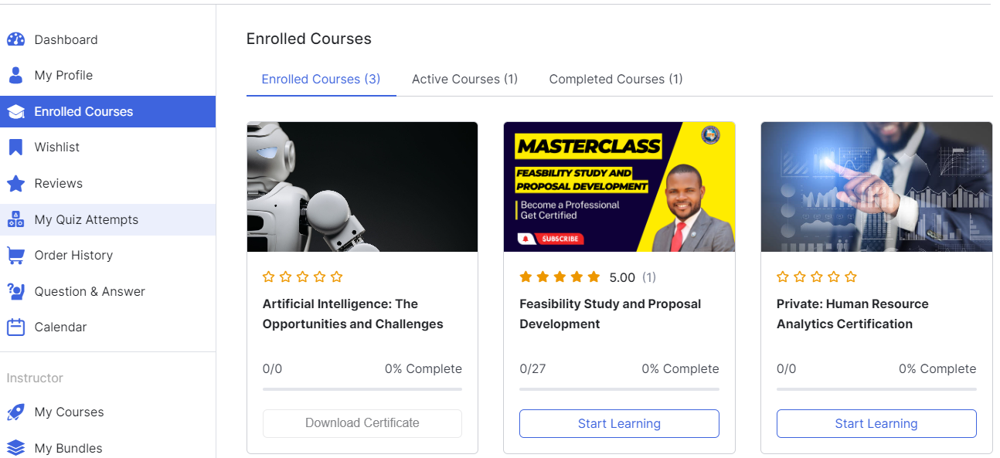 Dashboard
My Profile
Enrolled Courses
Wishlist
Reviews
My Quiz Attempts
Order History
Question & Answer
Calendar
Instructor
My Courses
My Bundles
Enrolled Courses
Enrolled Courses (3)
Active Courses (1)
Completed Courses (1)
Artificial Intelligence: The
Opportunities and Challenges
0/0
0% Complete
Download Certificate
MASTERCLASS
FEASBILITY STUDY AND
PROPOSAL DEVELOPMENT
Become a Professional
Get Certified
SUBSCRIBE
5.00 (1)
Feasibility Study and Proposal
Development
0/27
0% Complete
Start Learning
Private: Human Resource
Analytics Certification
0/0
0% Complete
Start Learning